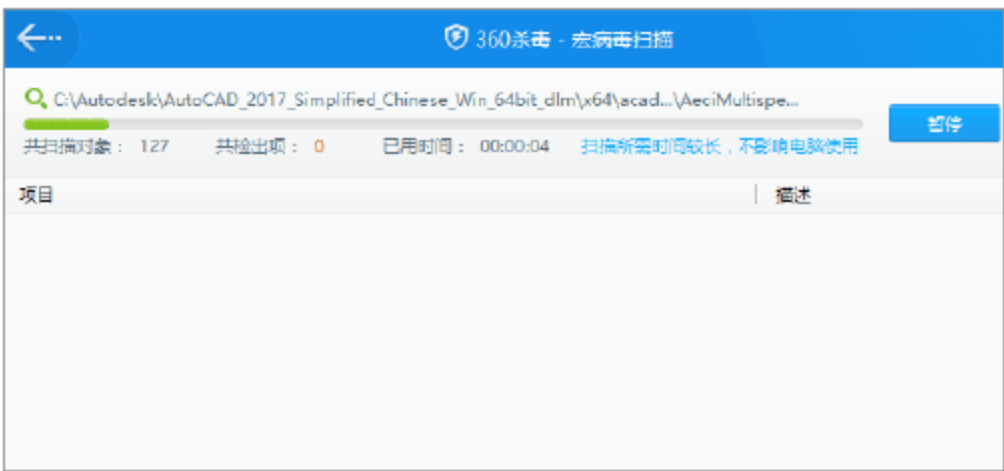 360杀毒 - 宏病毒扫描
C:\Autodesk\AutoCAD_2017_Simplified_Chinese_Win_64bit_dlm\x64\acad...\AeciMultispe...
暂停
共扫描对象： 127 共检出项： 0 已用时间： 00:00:04 扫描所需时间较长，不影响电脑使用
项目 描述